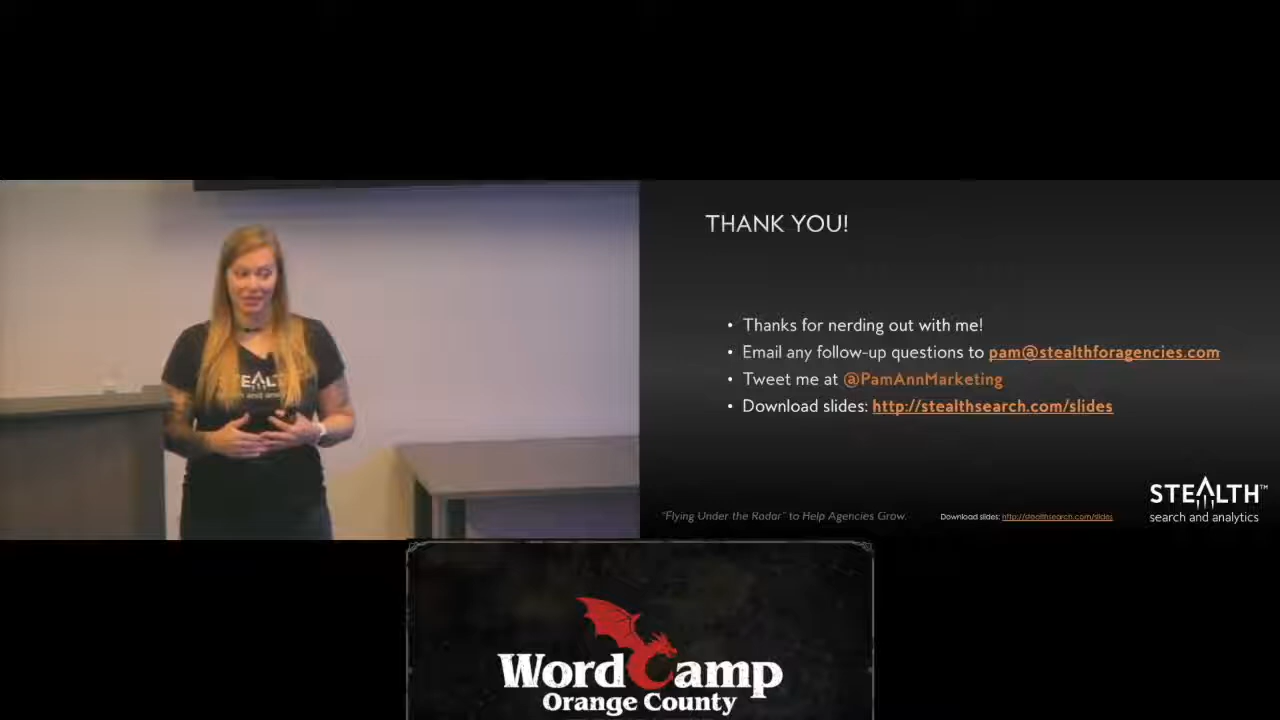 STEALTH
THANK YOU!
• Thanks for nerding out with me!
• Email any follow-up questions to pam@stealthforagencies.com
• Tweet me at @PamAnnMarketing
• Download slides: http://stealthsearch.com/slides
STEALTH™
search and analytics
"Flying Under the Radar" to Help Agencies Grow.
Download slides: http://stealthsearch.com/slides
WordCamp
Orange County